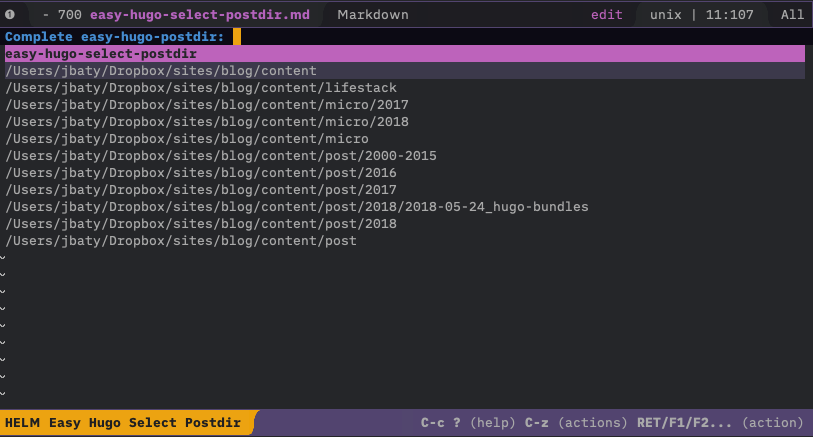 ❶ - 700 easy-hugo-select-postdir.md Markdown edit unix | 11:107 All
Complete easy-hugo-postdir:
easy-hugo-select-postdir
/Users/jbaty/Dropbox/sites/blog/content
/Users/jbaty/Dropbox/sites/blog/content/lifestack
/Users/jbaty/Dropbox/sites/blog/content/micro/2017
/Users/jbaty/Dropbox/sites/blog/content/micro/2018
/Users/jbaty/Dropbox/sites/blog/content/micro
/Users/jbaty/Dropbox/sites/blog/content/post/2000-2015
/Users/jbaty/Dropbox/sites/blog/content/post/2016
/Users/jbaty/Dropbox/sites/blog/content/post/2017
/Users/jbaty/Dropbox/sites/blog/content/post/2018/2018-05-24_hugo-bundles
/Users/jbaty/Dropbox/sites/blog/content/post/2018
/Users/jbaty/Dropbox/sites/blog/content/post
~
~
~
~
~
~
~
~
~
HELM Easy Hugo Select Postdir C-c ? (help) C-z (actions) RET/F1/F2... (action)